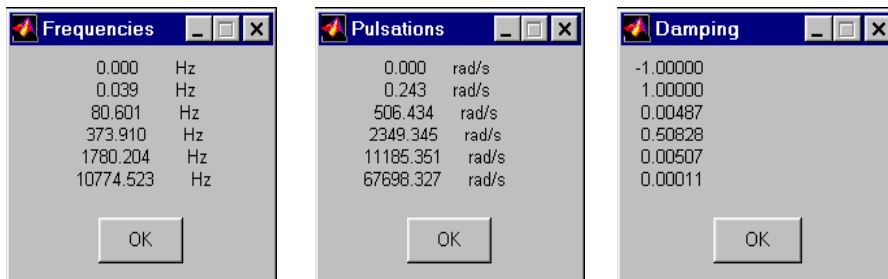 Frequencies
0.000 Hz
0.039 Hz
80.601 Hz
373.910 Hz
1780.204 Hz
10774.523 Hz
OK
Pulsations
0.000 rad/s
0.243 rad/s
506.434 rad/s
2349.345 rad/s
11185.351 rad/s
67698.327 rad/s
OK
Damping
-1.00000
1.00000
0.00487
0.50828
0.00507
0.00011
OK